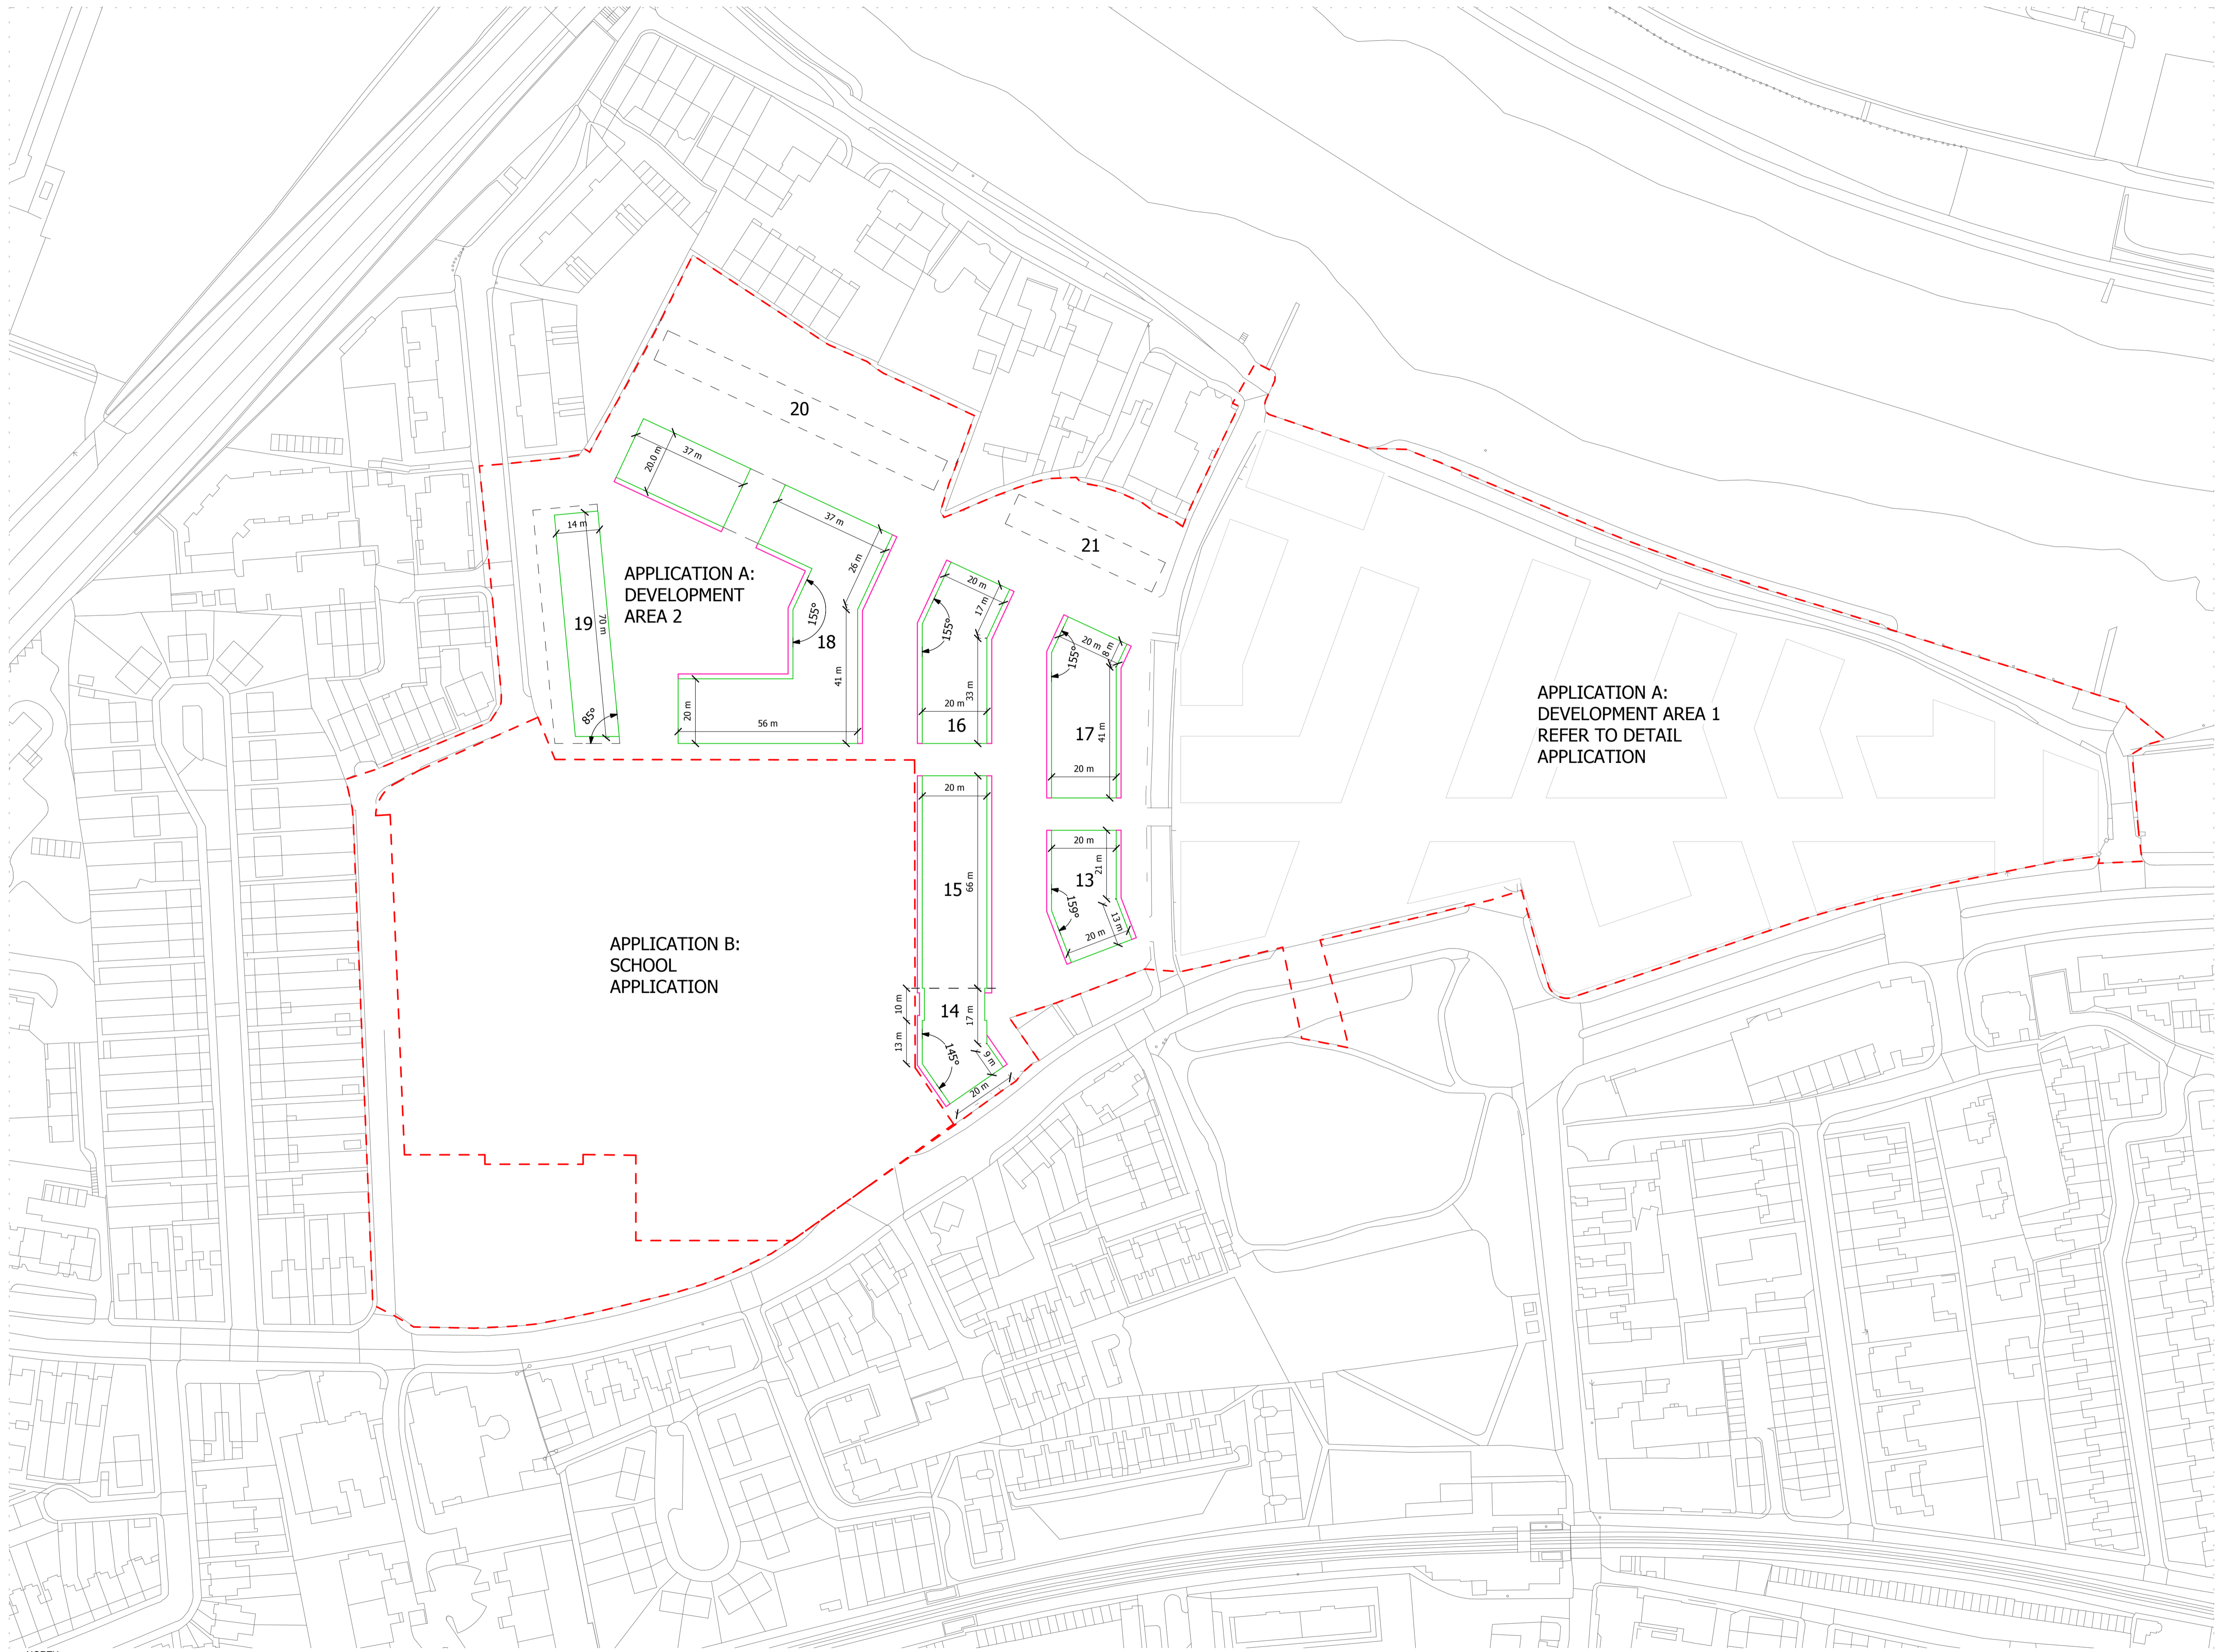 20
37 m
20.0 m
37 m
14 m
21
26 m
APPLICATION A:
DEVELOPMENT
AREA 2
20 m
17 m
155°
19
70 m
155°
18
20 m
8 m
155°
41 m
33 m
20 m
20 m
16
56 m
85°
17
41 m
20 m
APPLICATION A:
DEVELOPMENT AREA 1
REFER TO DETAIL
APPLICATION
20 m
15
66 m
20 m
21 m
13
159°
13 m
20 m
APPLICATION B:
SCHOOL
APPLICATION
10 m
14
17 m
13 m
145°
9 m
20 m